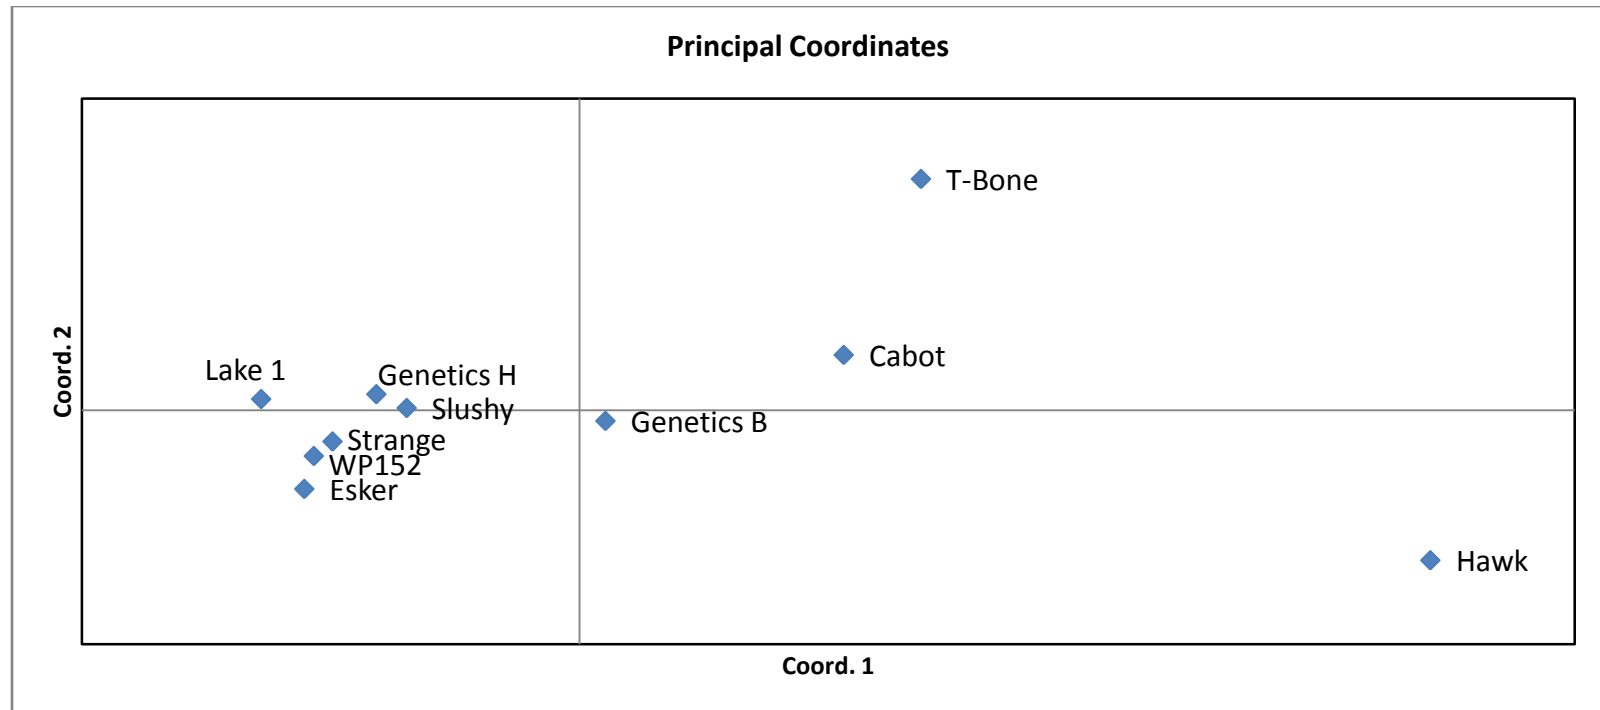 Principal Coordinates
T-Bone
Coord. 2
Cabot
Lake 1
Genetics H
Slushy
Genetics B
Strange
WP152
Esker
Hawk
Coord. 1